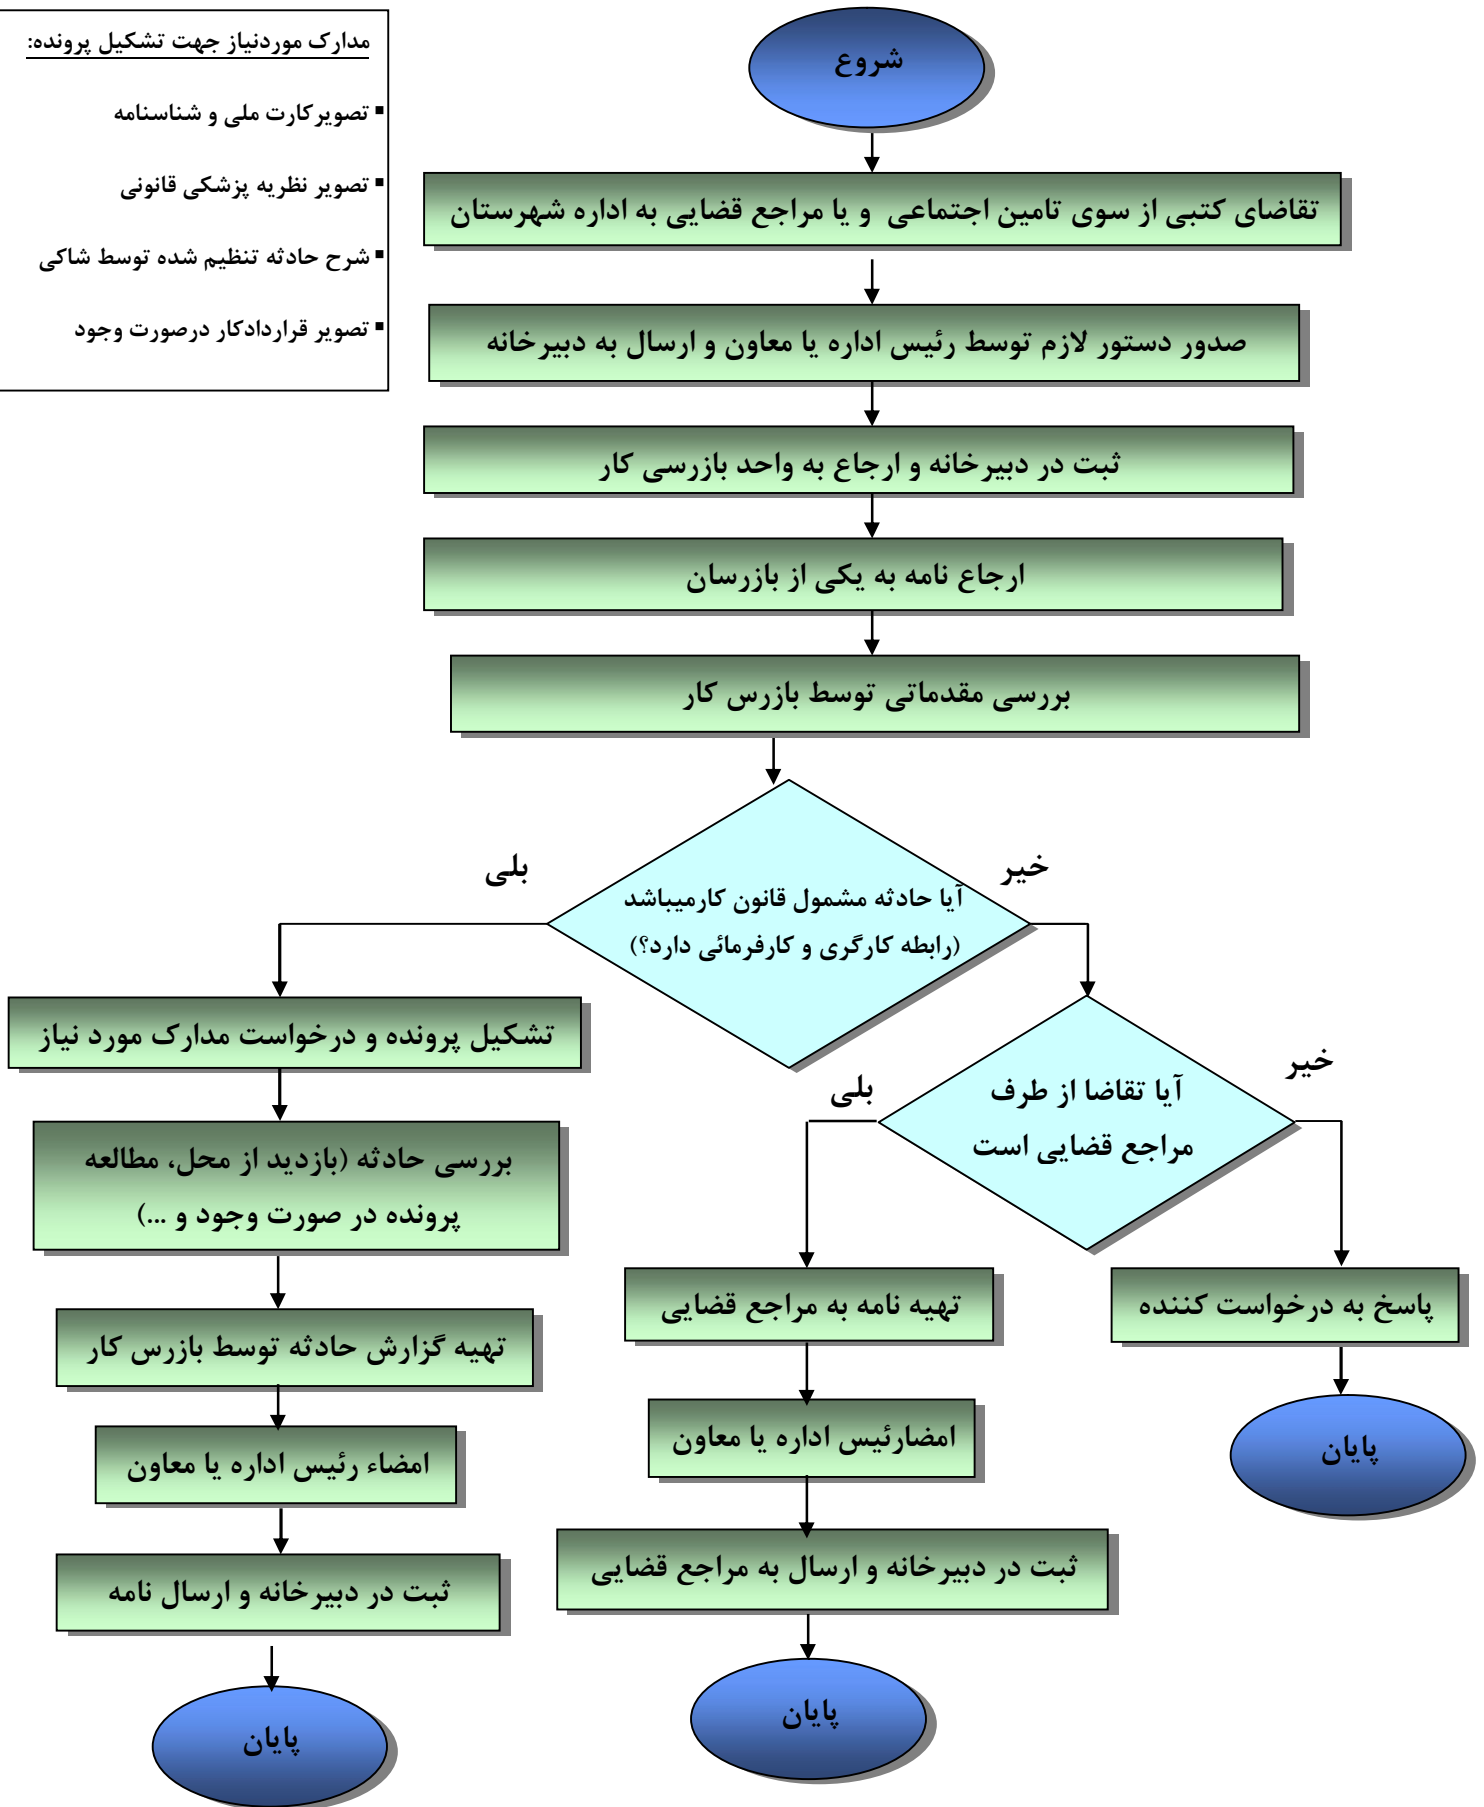 مدارک موردنیاز جهت تشکیل پرونده:
▪ تصویرکارت ملی و شناسنامه
▪ تصویر نظریه پزشکی قانونی
▪ شرح حادثه تنظیم شده توسط شاکی
▪ تصویر قراردادکار درصورت وجود
شروع
تقاضای کتبی از سوی تامین اجتماعی و یا مراجع قضایی به اداره شهرستان
صدور دستور لازم توسط رئیس اداره یا معاون و ارسال به دبیرخانه
ثبت در دبیرخانه و ارجاع به واحد بازرسی کار
ارجاع نامه به یکی از بازرسان
بررسی مقدماتی توسط بازرس کار
خیر
بلی
آیا حادثه مشمول قانون کارمیباشد
(رابطه کارگری و کارفرمائی دارد؟)
خیر
بلی
آیا تقاضا از طرف
مراجع قضایی است
پاسخ به درخواست کننده
پایان
تهیه نامه به مراجع قضایی
امضارئیس اداره یا معاون
ثبت در دبیرخانه و ارسال به مراجع قضایی
پایان
تشکیل پرونده و درخواست مدارک مورد نیاز
بررسی حادثه (بازدید از محل، مطالعه
پرونده در صورت وجود و ...)
تهیه گزارش حادثه توسط بازرس کار
امضاء رئیس اداره یا معاون
ثبت در دبیرخانه و ارسال نامه
پایان